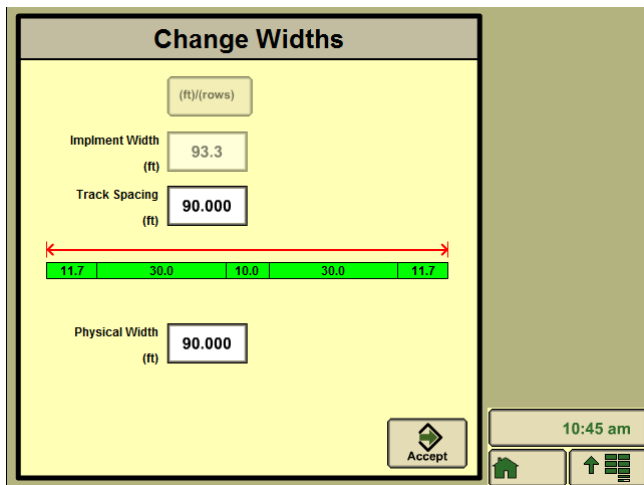 Change Widths
(ft)/(rows)
Implment Width
(ft)
93.3
Track Spacing
(ft)
90.000
11.7 30.0 10.0 30.0 11.7
Physical Width
(ft)
90.000
Accept
10:45 am